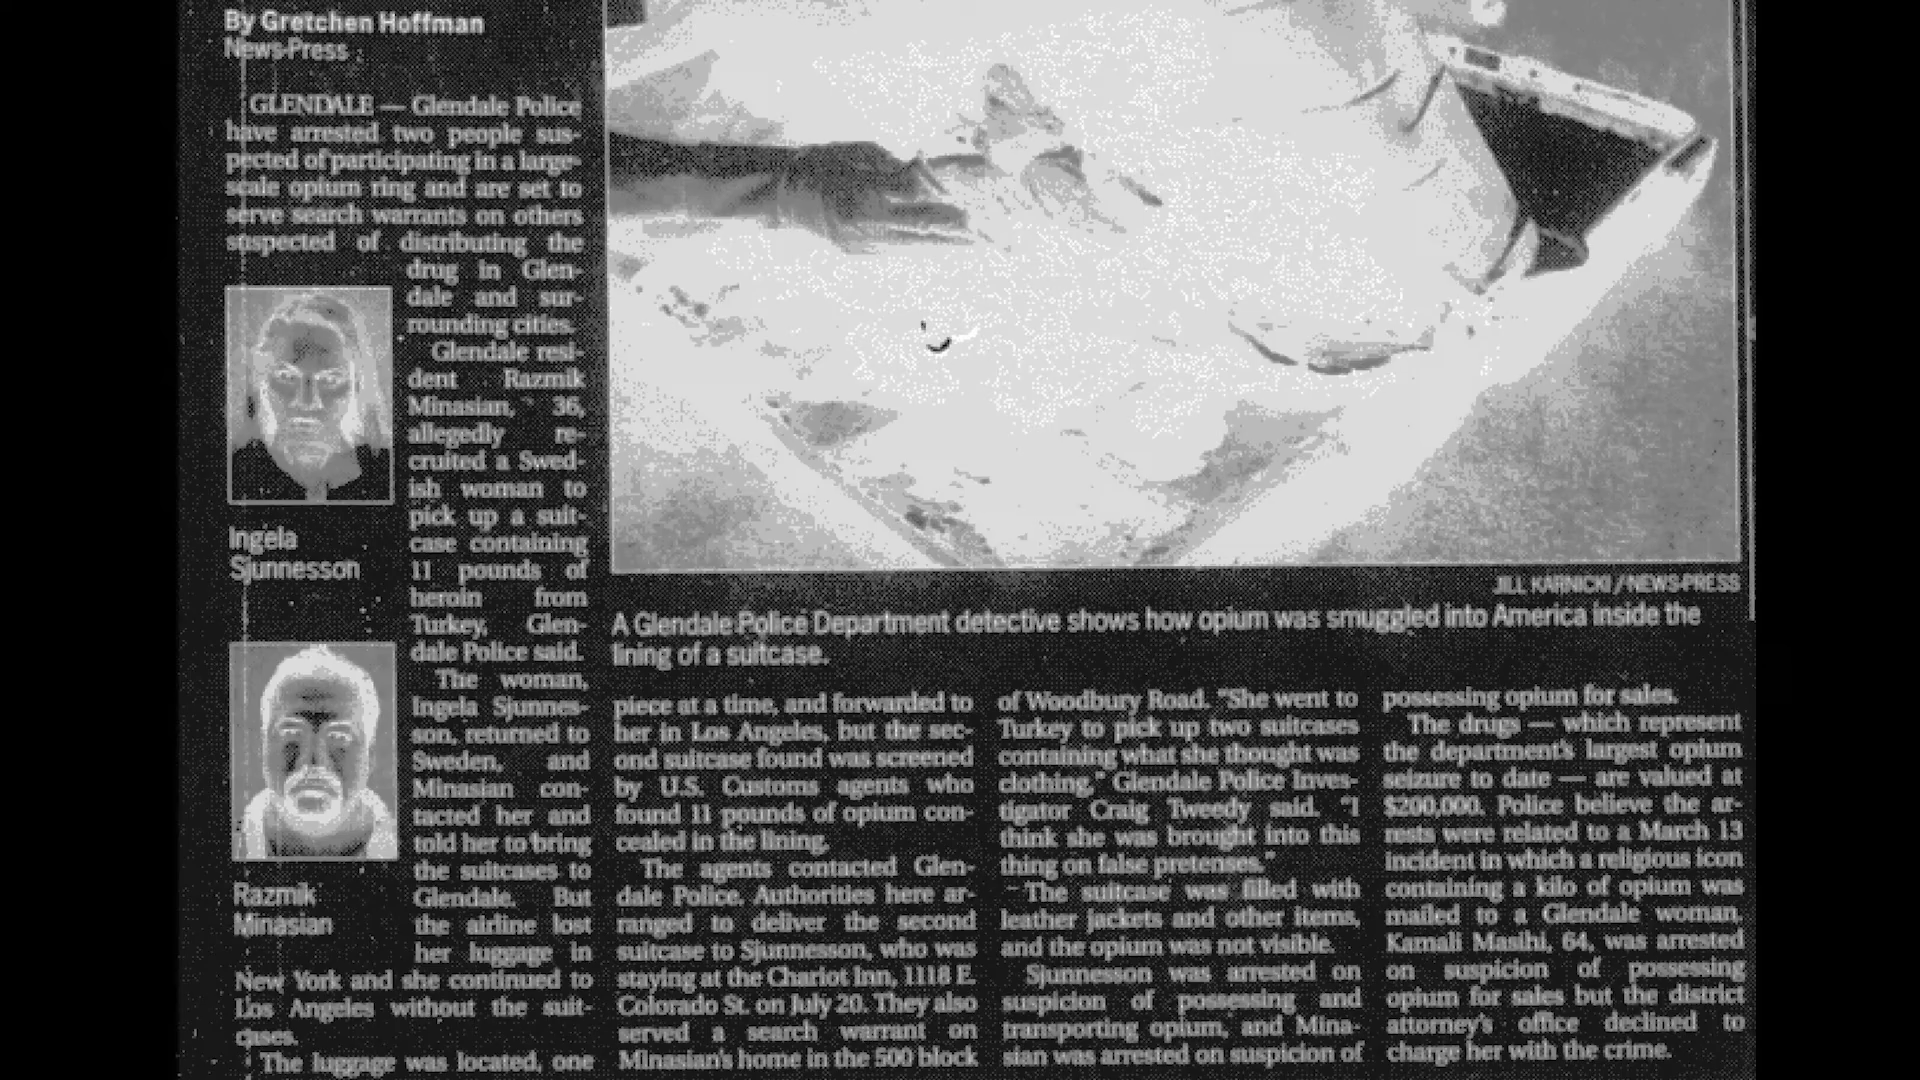 By Gretchen Hoffman
News-Press
GLENDALE — Glendale Police
have arrested two people sus-
pected of participating in a large-
scale opium ring and are set to
serve search warrants on others
suspected of distributing the
drug in Glen-
dale and sur-
rounding cities.
Glendale resi-
dent Razmik
Minasian, 36,
allegedly re-
cruited a Swed-
ish woman to
pick up a suit-
case containing
11 pounds of
heroin from
Turkey, Glen-
dale Police said.
The woman,
Ingela Sjunnes-
son, returned to
Sweden, and
Minasian con-
tacted her and
told her to bring
the suitcases to
Glendale. But
the airline lost
her luggage in
New York and she continued to
Los Angeles without the suit-
cases.
The luggage was located, one
Ingela
Sjunnesson
Razmik
Minasian
JILL KARNICKI / NEWS-PRESS
A Glendale Police Department detective shows how opium was smuggled into America inside the
lining of a suitcase.
piece at a time, and forwarded to
her in Los Angeles, but the sec-
ond suitcase found was screened
by U.S. Customs agents who
found 11 pounds of opium con-
cealed in the lining.
The agents contacted Glen-
dale Police. Authorities here ar-
ranged to deliver the second
suitcase to Sjunnesson, who was
staying at the Chariot Inn, 1118 E.
Colorado St. on July 20. They also
served a search warrant on
Minasian's home in the 500 block
of Woodbury Road. "She went to
Turkey to pick up two suitcases
containing what she thought was
clothing," Glendale Police Inves-
tigator Craig Tweedy said. "I
think she was brought into this
thing on false pretenses."
The suitcase was filled with
leather jackets and other items,
and the opium was not visible.
Sjunnesson was arrested on
suspicion of possessing and
transporting opium, and Mina-
sian was arrested on suspicion of
possessing opium for sales.
The drugs — which represent
the department's largest opium
seizure to date — are valued at
$200,000. Police believe the ar-
rests were related to a March 13
incident in which a religious icon
containing a kilo of opium was
mailed to a Glendale woman.
Kamali Masihi, 64, was arrested
on suspicion of possessing
opium for sales but the district
attorney's office declined to
charge her with the crime.